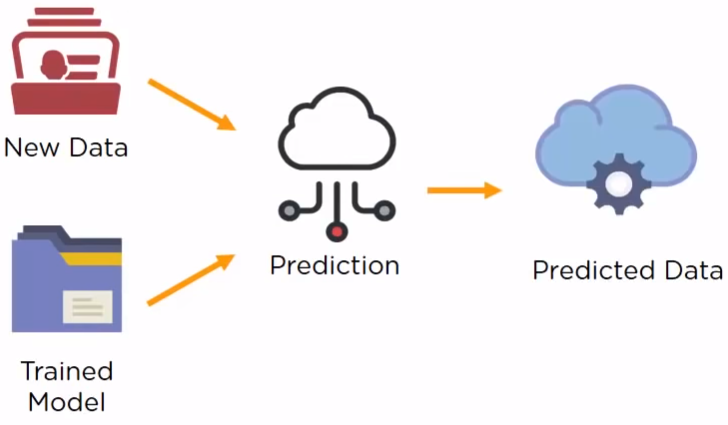 New Data
Prediction
Predicted Data
Trained
Model